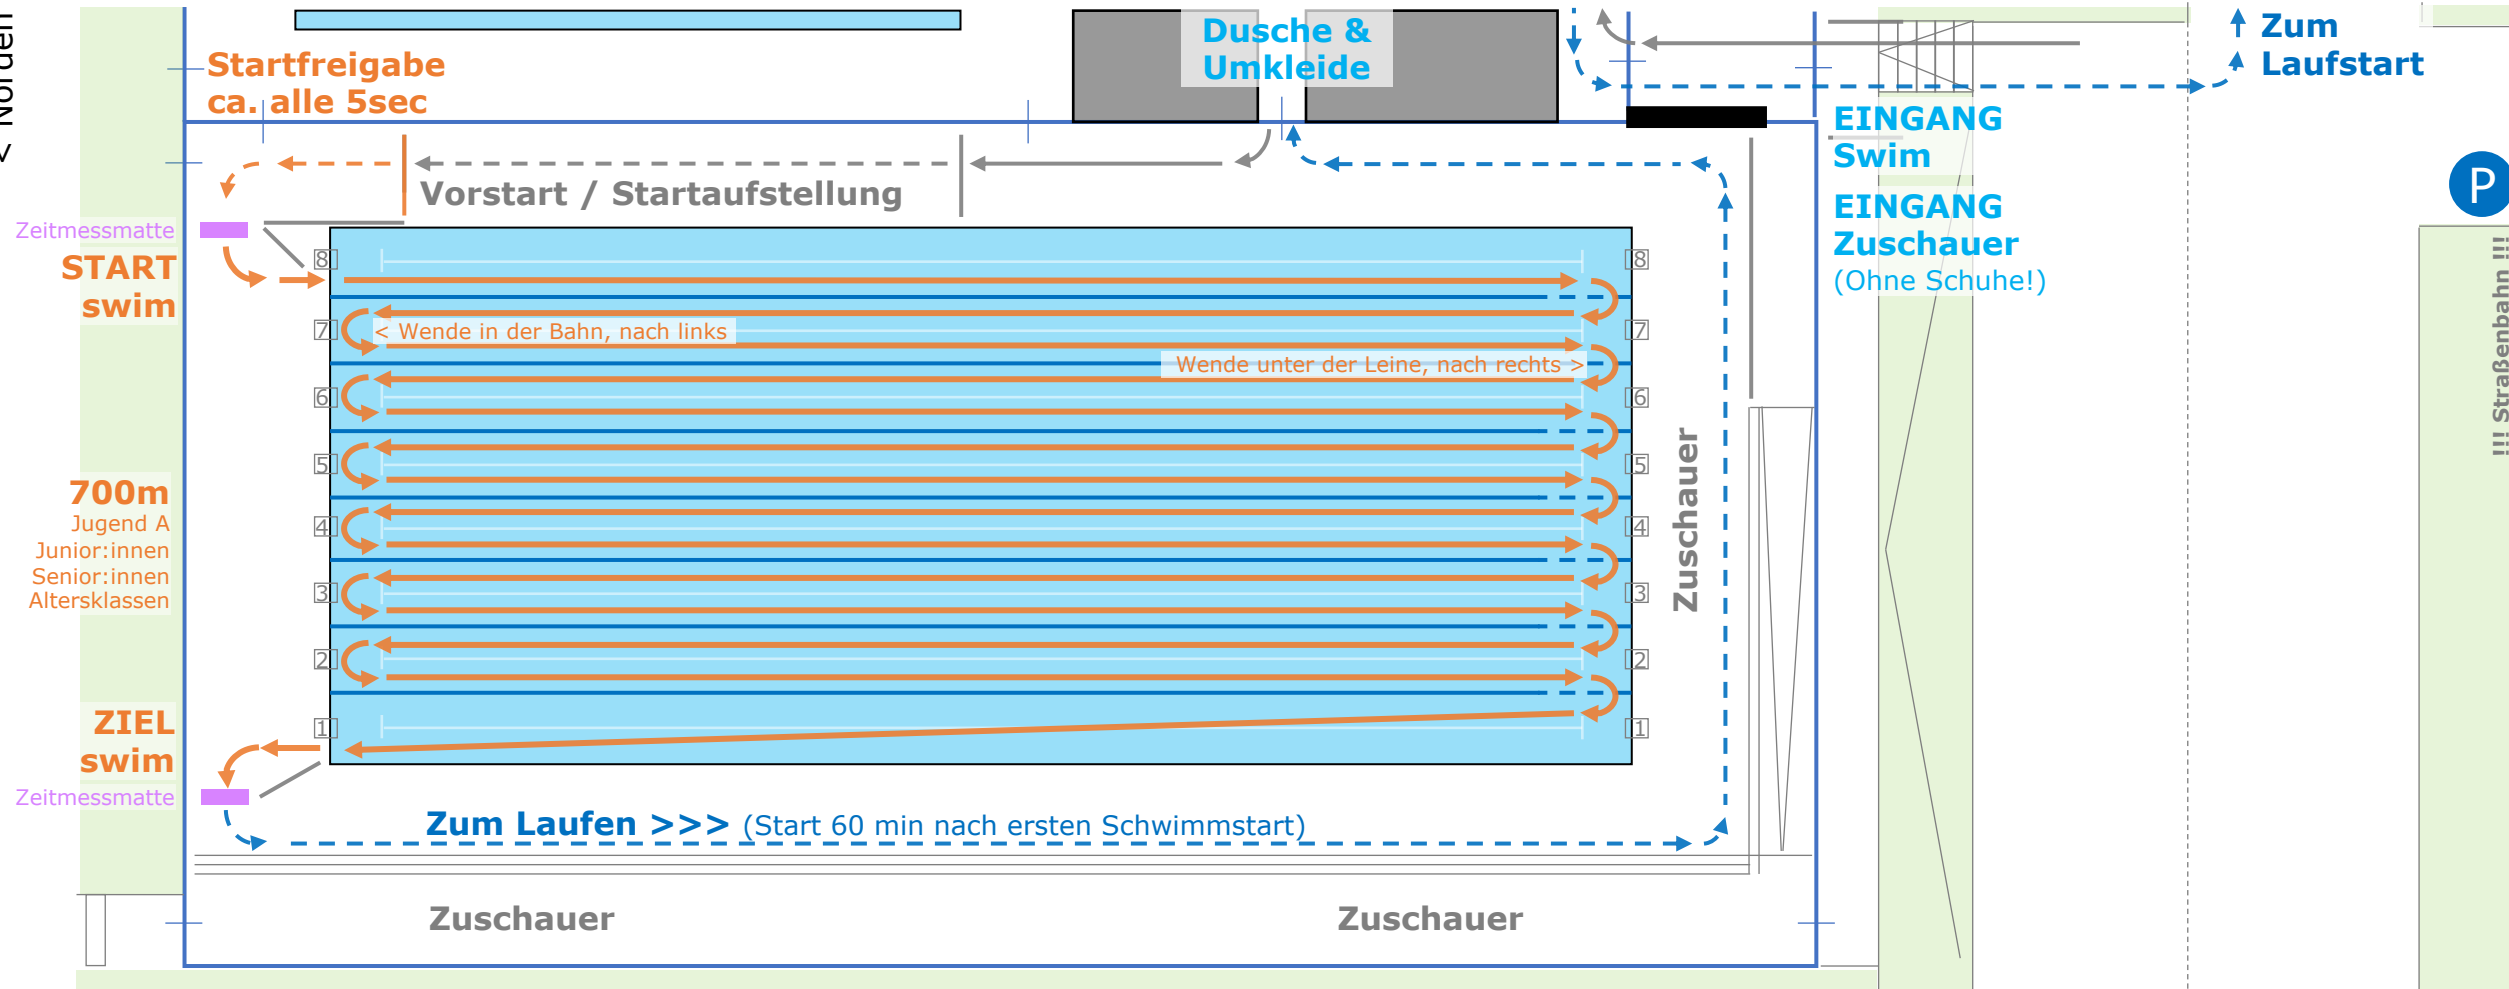 < Norden
Startfreigabe
ca. alle 5sec
Dusche &
Umkleide
Zum
Laufstart
EINGANG
Swim
EINGANG
Zuschauer
(Ohne Schuhe!)
P
!!! Straßenbahn !!!
Vorstart / Startaufstellung
Zeitmessmatte
START
swim
8
8
7
< Wende in der Bahn, nach links
7
Wende unter der Leine, nach rechts >
6
6
5
5
700m
Jugend A
Junior:innen
Senior:innen
Altersklassen
4
4
3
3
Zuschauer
2
2
1
1
ZIEL
swim
Zeitmessmatte
Zum Laufen >>> (Start 60 min nach ersten Schwimmstart)
Zuschauer
Zuschauer